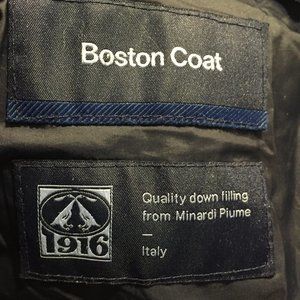 Boston Coat
1916
Quality down filling
from Minardi Piume
—
Italy